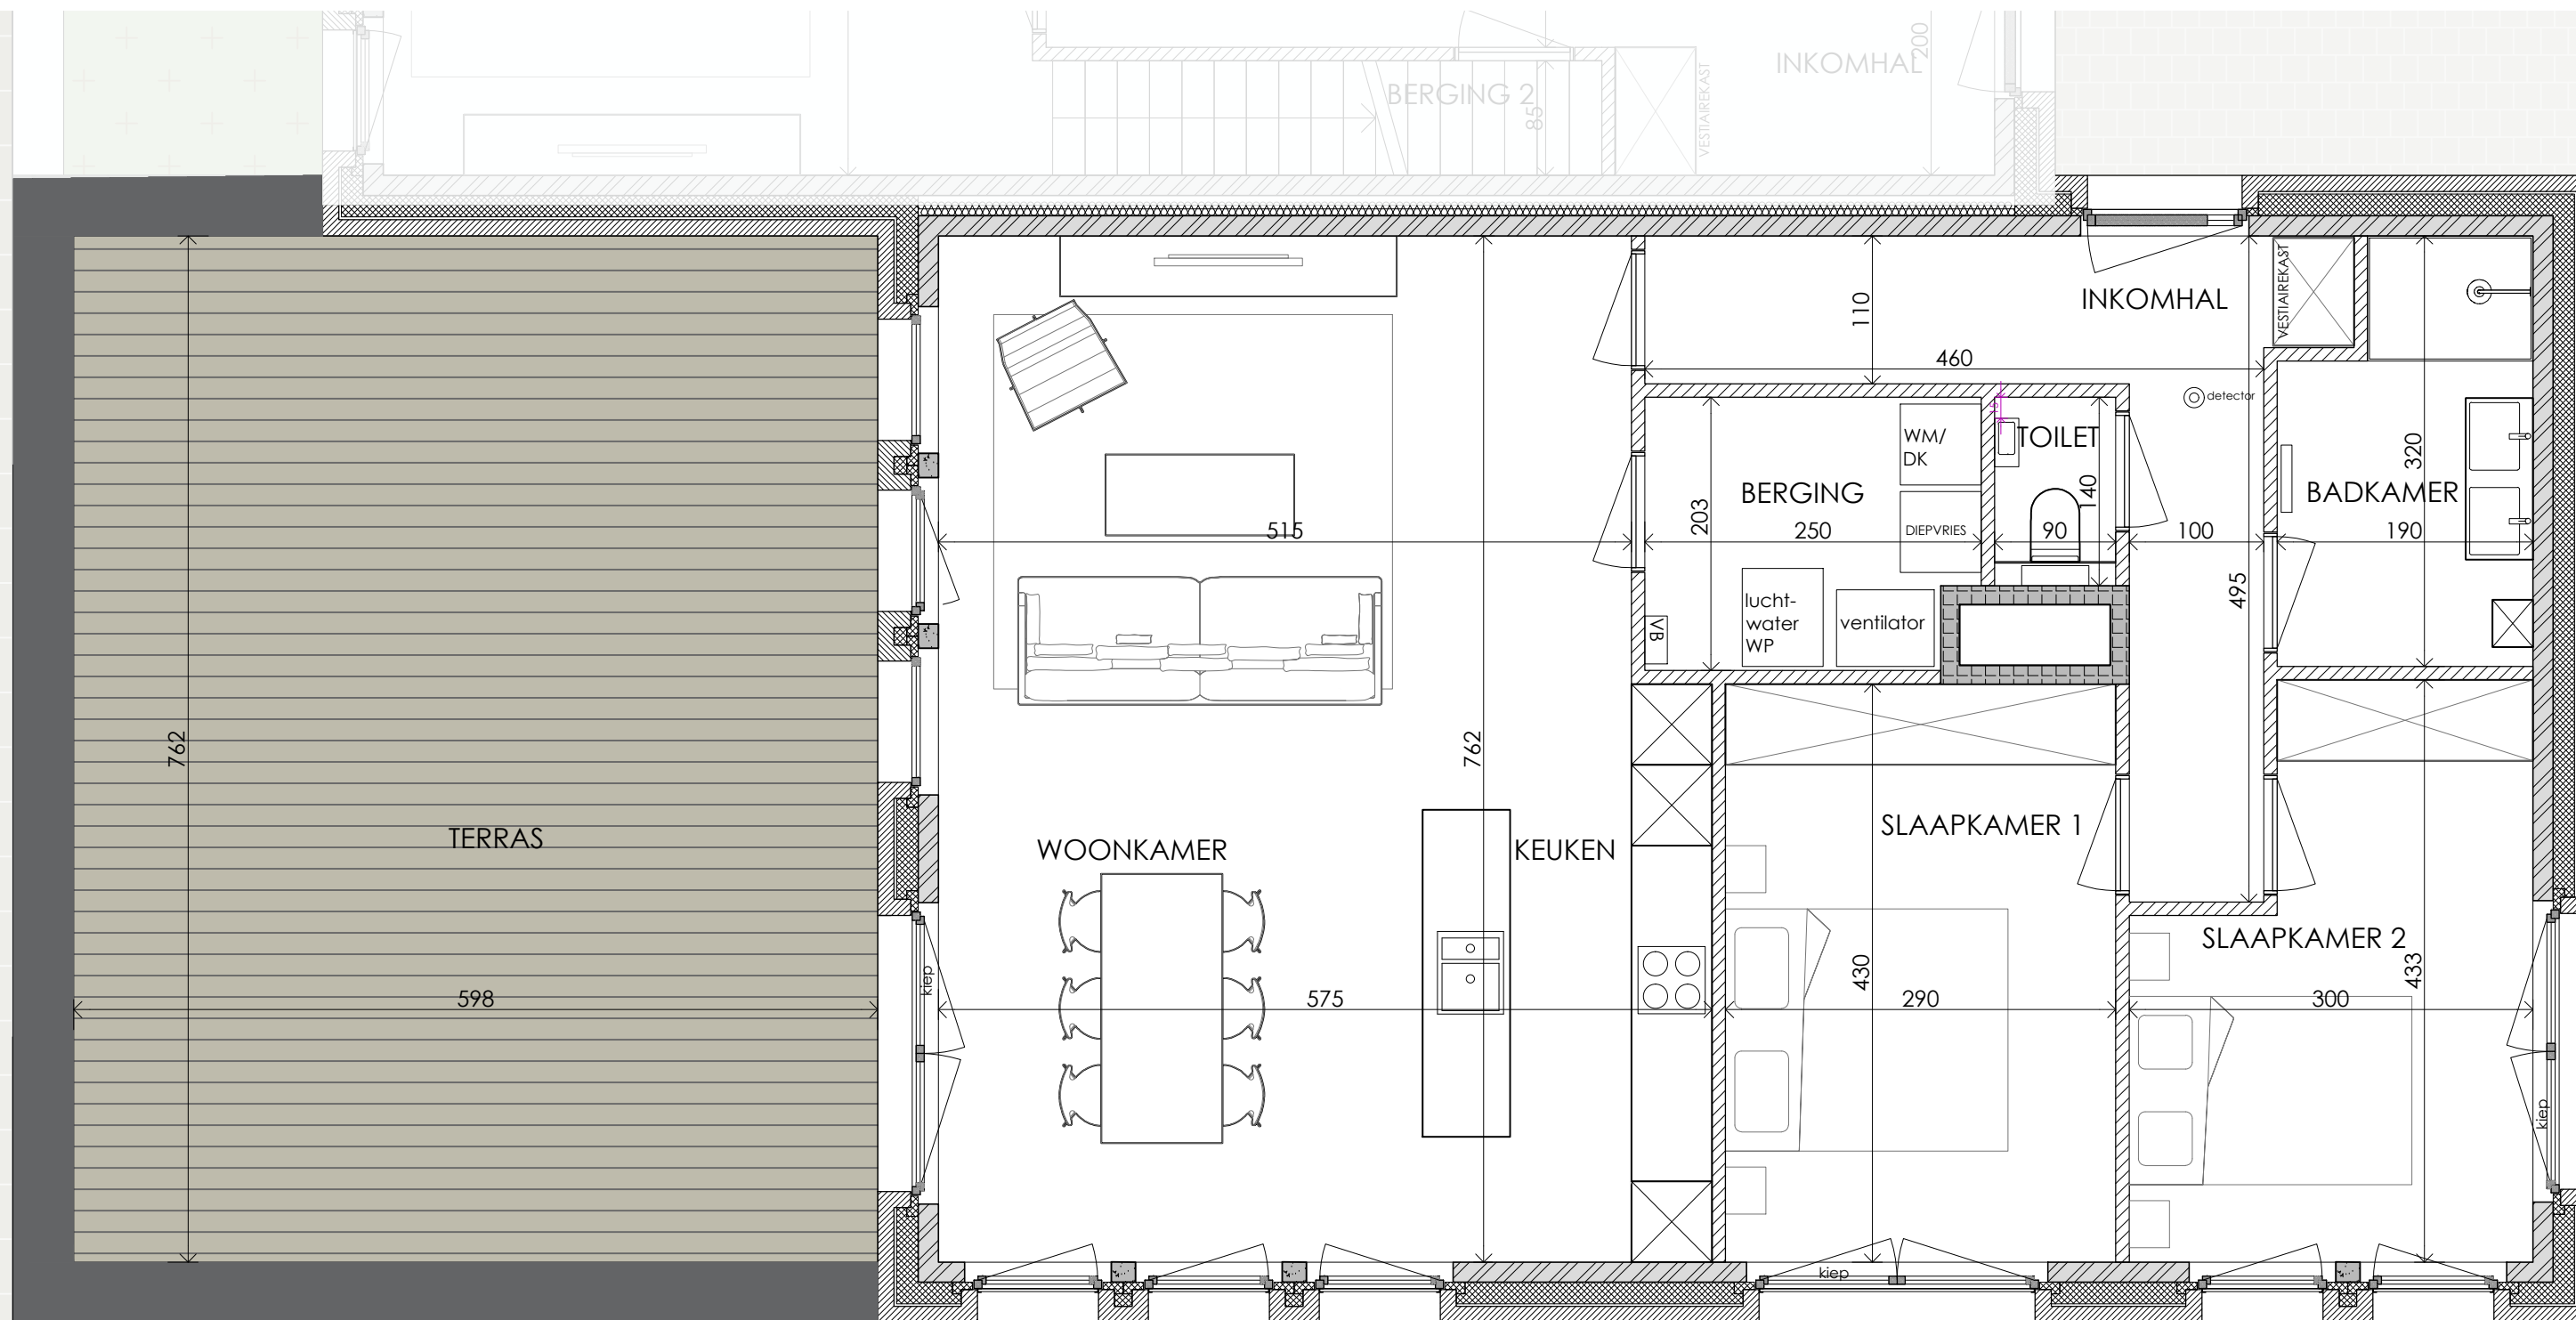 BERGING 2
85
VESTIAIREKAST
INKOMHAL
200
INKOMHAL
VESTIAIREKAST
110
460
detector
WM/
DK
15
TOILET
140
BERGING
203
250
DIEPVRIES
90
100
320
BADKAMER
190
515
495
lucht-
water
WP
ventilator
VB
762
762
TERRAS
WOONKAMER
KEUKEN
SLAAPKAMER 1
SLAAPKAMER 2
kiep
598
575
430
290
433
300
kiep
kiep